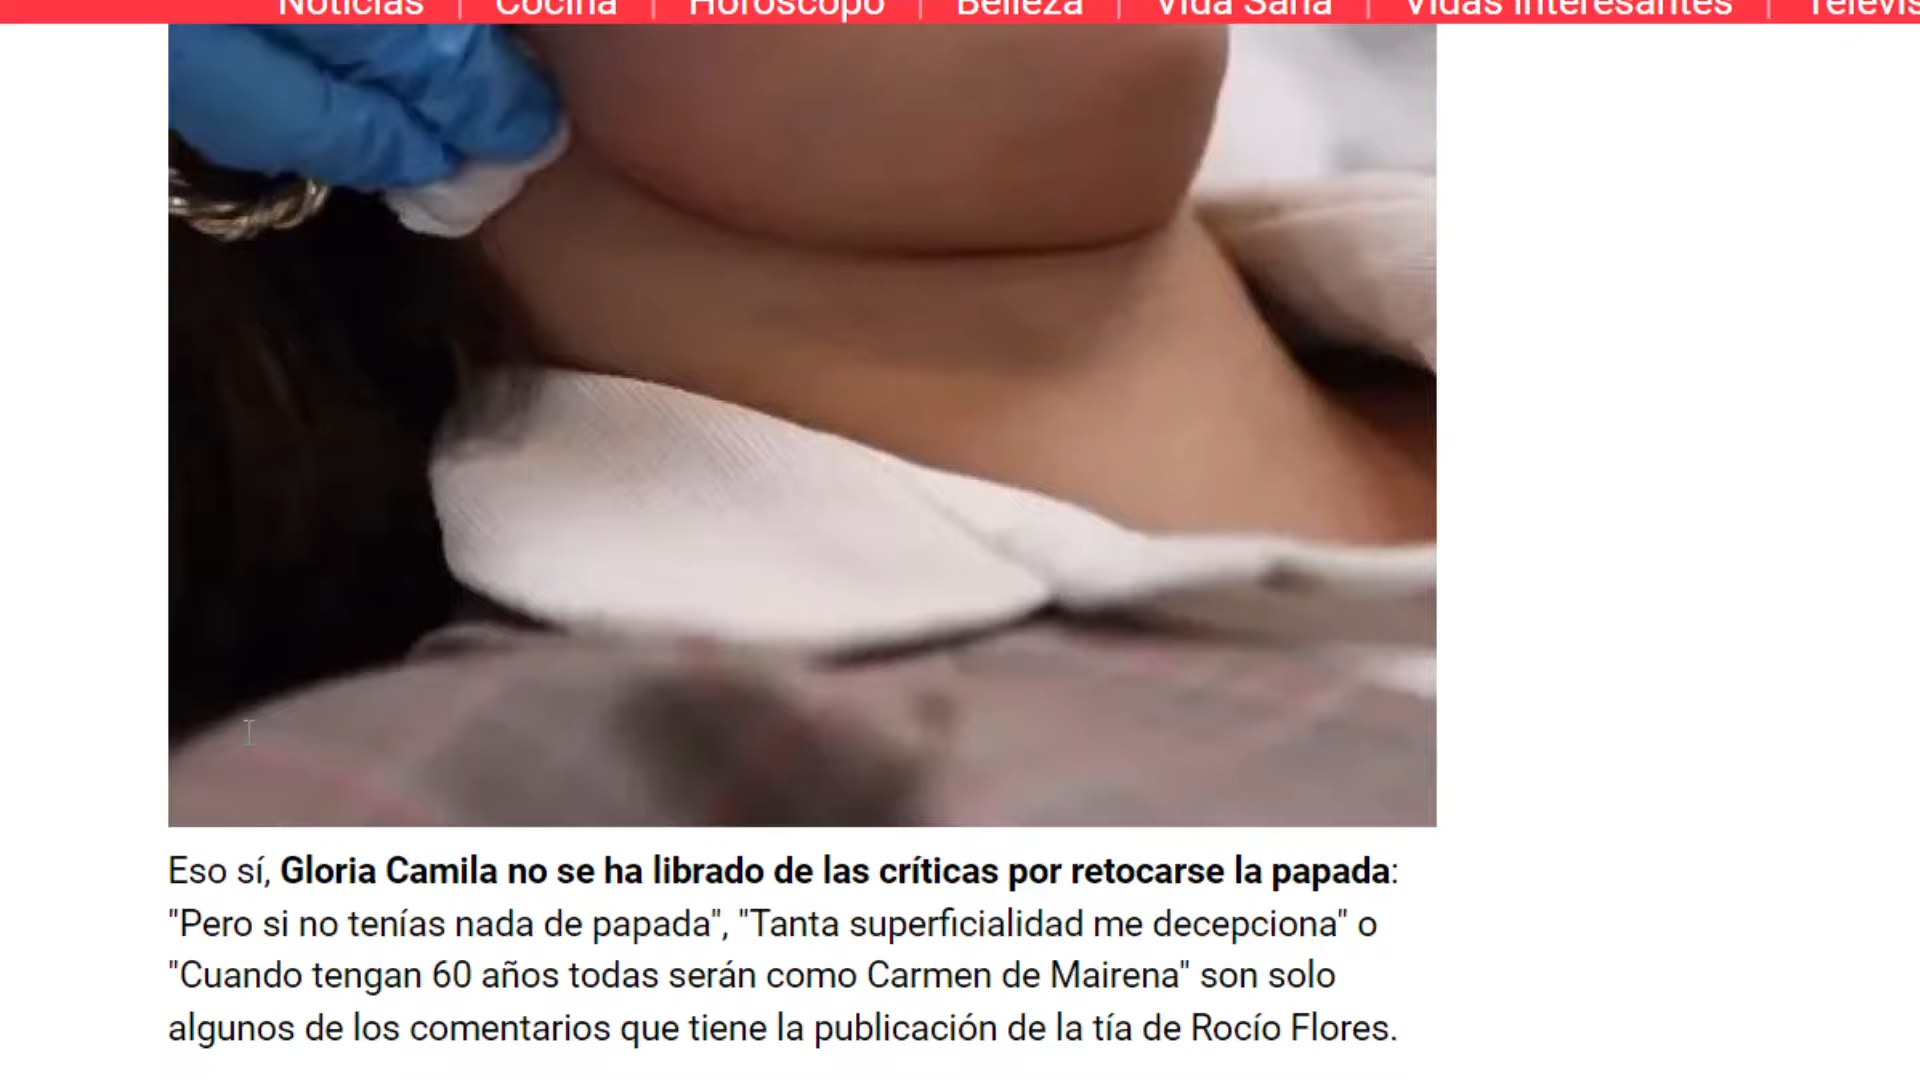 Noticias | Cocina | Horóscopo | Belleza | Vida Sana | Vidas Interesantes |
Eso sí, Gloria Camila no se ha librado de las críticas por retocarse la papada:
"Pero si no tenías nada de papada", "Tanta superficialidad me decepciona" o
"Cuando tengan 60 años todas serán como Carmen de Mairena" son solo
algunos de los comentarios que tiene la publicación de la tía de Rocío Flores.